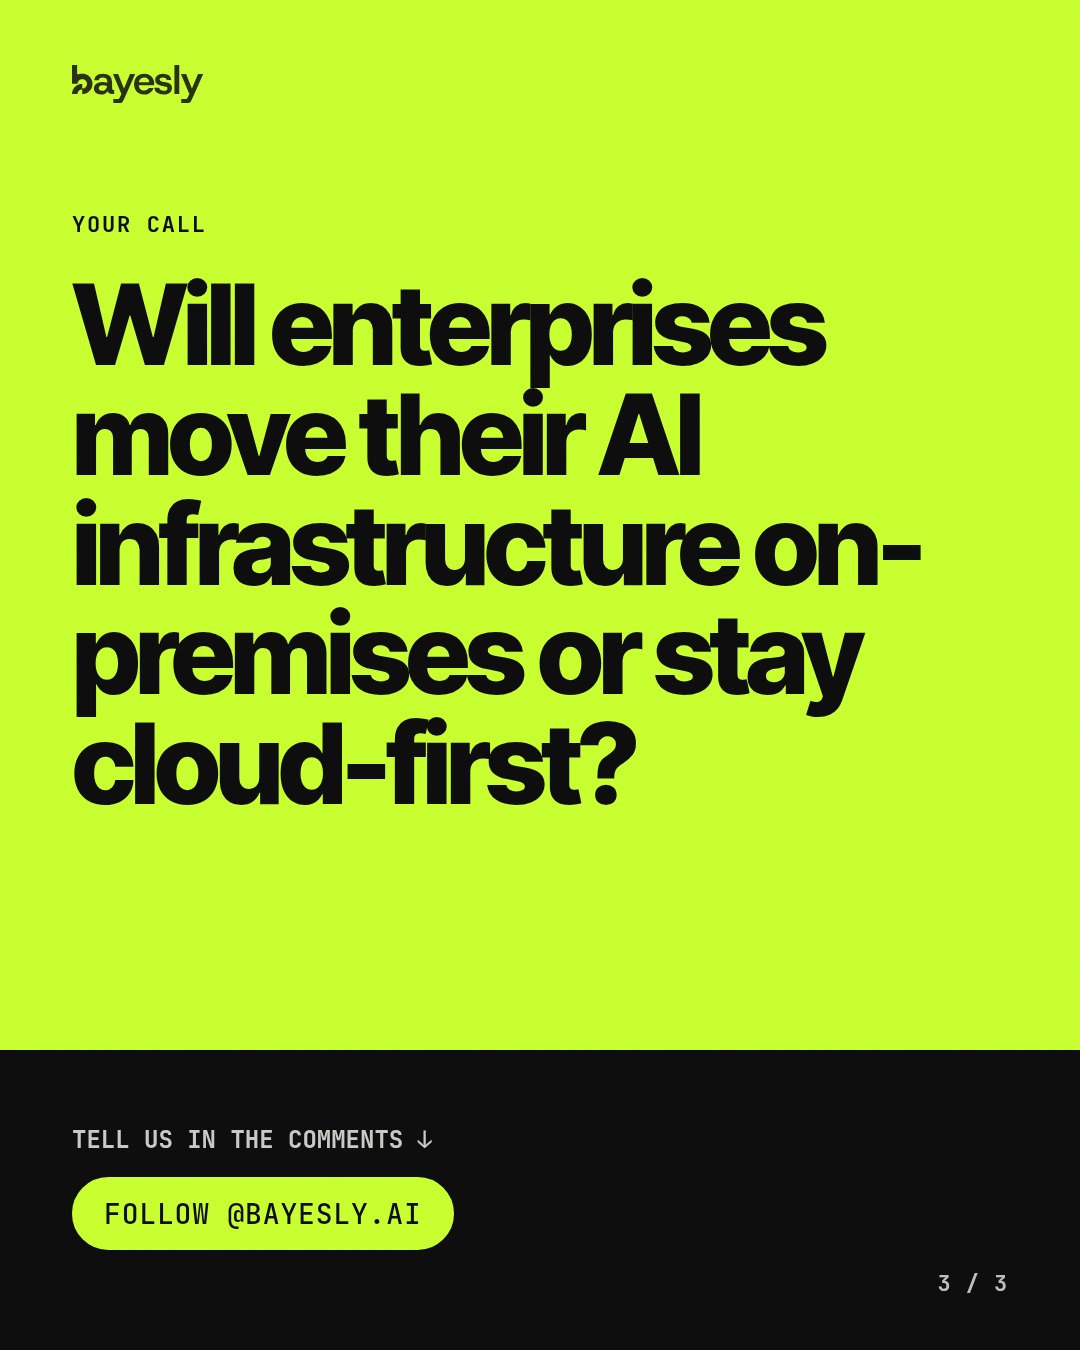 bayesly
YOUR CALL
Will enterprises
move their AI
infrastructure on-
premises or stay
cloud-first?
TELL US IN THE COMMENTS ↓
FOLLOW @BAYESLY.AI
3 / 3